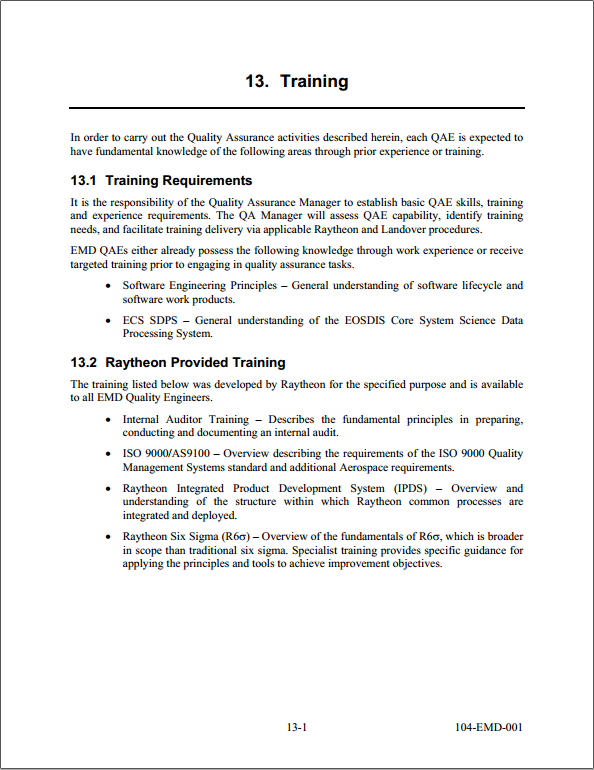 13. Training
In order to carry out the Quality Assurance activities described herein, each QAE is expected to
have fundamental knowledge of the following areas through prior experience or training.
13.1 Training Requirements
It is the responsibility of the Quality Assurance Manager to establish basic QAE skills, training
and experience requirements. The QA Manager will assess QAE capability, identify training
needs, and facilitate training delivery via applicable Raytheon and Landover procedures.
EMD QAEs either already possess the following knowledge through work experience or receive
targeted training prior to engaging in quality assurance tasks.
• Software Engineering Principles – General understanding of software lifecycle and
software work products.
• ECS SDPS – General understanding of the EOSDIS Core System Science Data
Processing System.
13.2 Raytheon Provided Training
The training listed below was developed by Raytheon for the specified purpose and is available
to all EMD Quality Engineers.
• Internal Auditor Training – Describes the fundamental principles in preparing,
conducting and documenting an internal audit.
• ISO 9000/AS9100 – Overview describing the requirements of the ISO 9000 Quality
Management Systems standard and additional Aerospace requirements.
• Raytheon Integrated Product Development System (IPDS) – Overview and
understanding of the structure within which Raytheon common processes are
integrated and deployed.
• Raytheon Six Sigma (R6σ) – Overview of the fundamentals of R6σ, which is broader
in scope than traditional six sigma. Specialist training provides specific guidance for
applying the principles and tools to achieve improvement objectives.
13-1 104-EMD-001